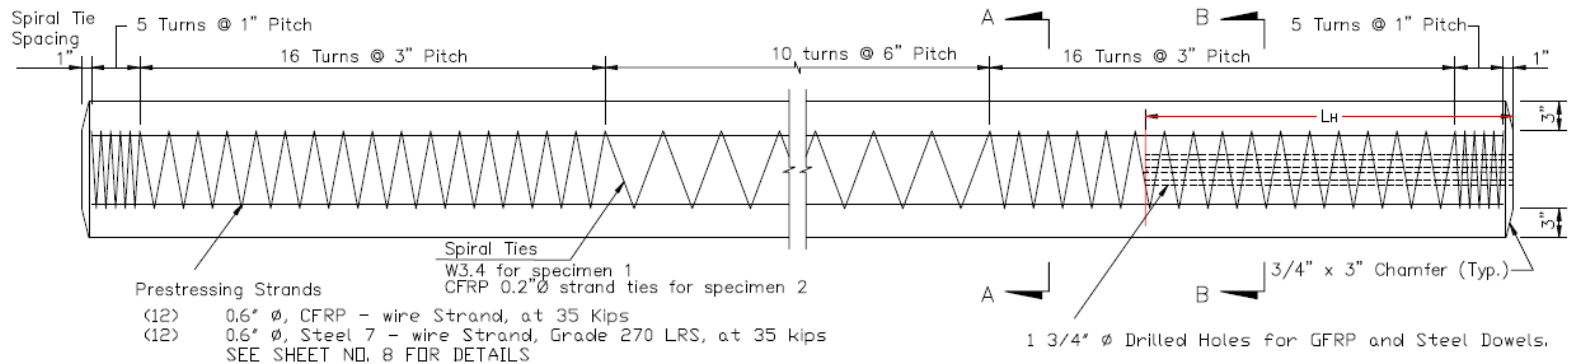 Spiral Tie
Spacing
1"
5 Turns @ 1" Pitch
16 Turns @ 3" Pitch
10 turns @ 6" Pitch
A
B
5 Turns @ 1" Pitch
16 Turns @ 3" Pitch
1"
LH
3"
3"
Spiral Ties
W3.4 for specimen 1
CFRP 0.2"Ø strand ties for specimen 2
A
B
3/4" x 3" Chamfer (Typ.)
Prestressing Strands
(12) 0.6" Ø, CFRP - wire Strand, at 35 Kips
(12) 0.6" Ø, Steel 7 - wire Strand, Grade 270 LRS, at 35 kips
SEE SHEET NO. 8 FOR DETAILS
1 3/4" Ø Drilled Holes for GFRP and Steel Dowels.